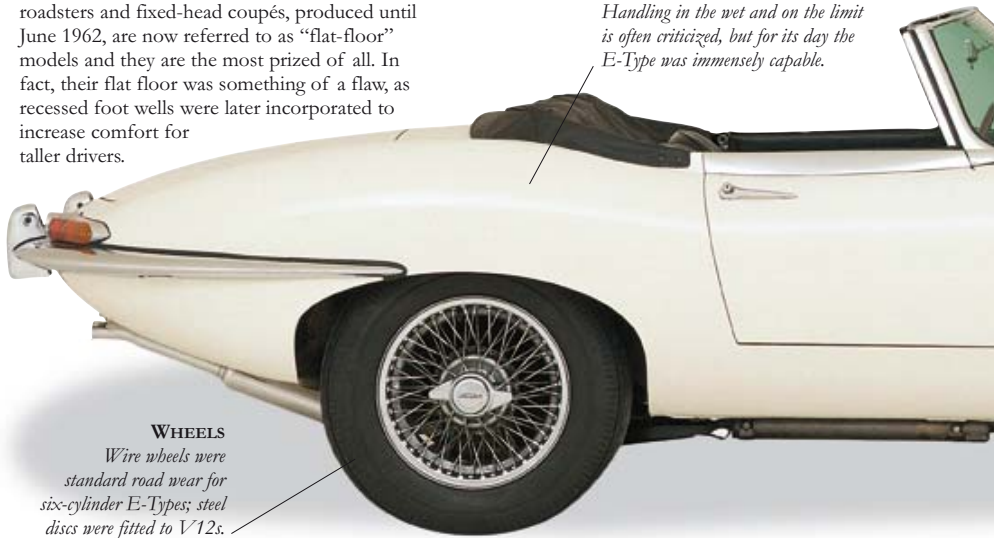 roadsters and fixed-head coupés, produced until
June 1962, are now referred to as “flat-floor”
models and they are the most prized of all. In
fact, their flat floor was something of a flaw, as
recessed foot wells were later incorporated to
increase comfort for
taller drivers.
Handling in the wet and on the limit
is often criticized, but for its day the
E-Type was immensely capable.
WHEELS
Wire wheels were
standard road wear for
six-cylinder E-Types; steel
discs were fitted to V12s.